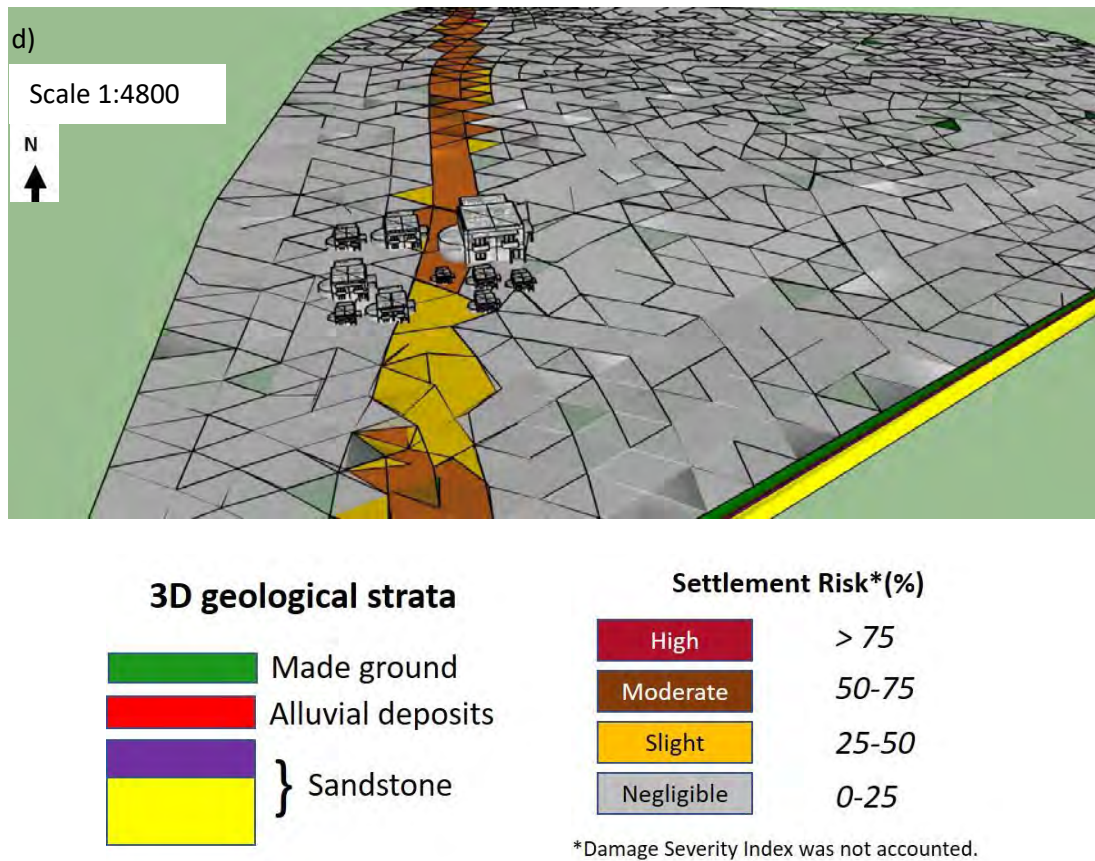 d)
Scale 1:4800
N
3D geological strata
Made ground
Alluvial deposits
} Sandstone
Settlement Risk*(%)
High > 75
Moderate 50-75
Slight 25-50
Negligible 0-25
*Damage Severity Index was not accounted.